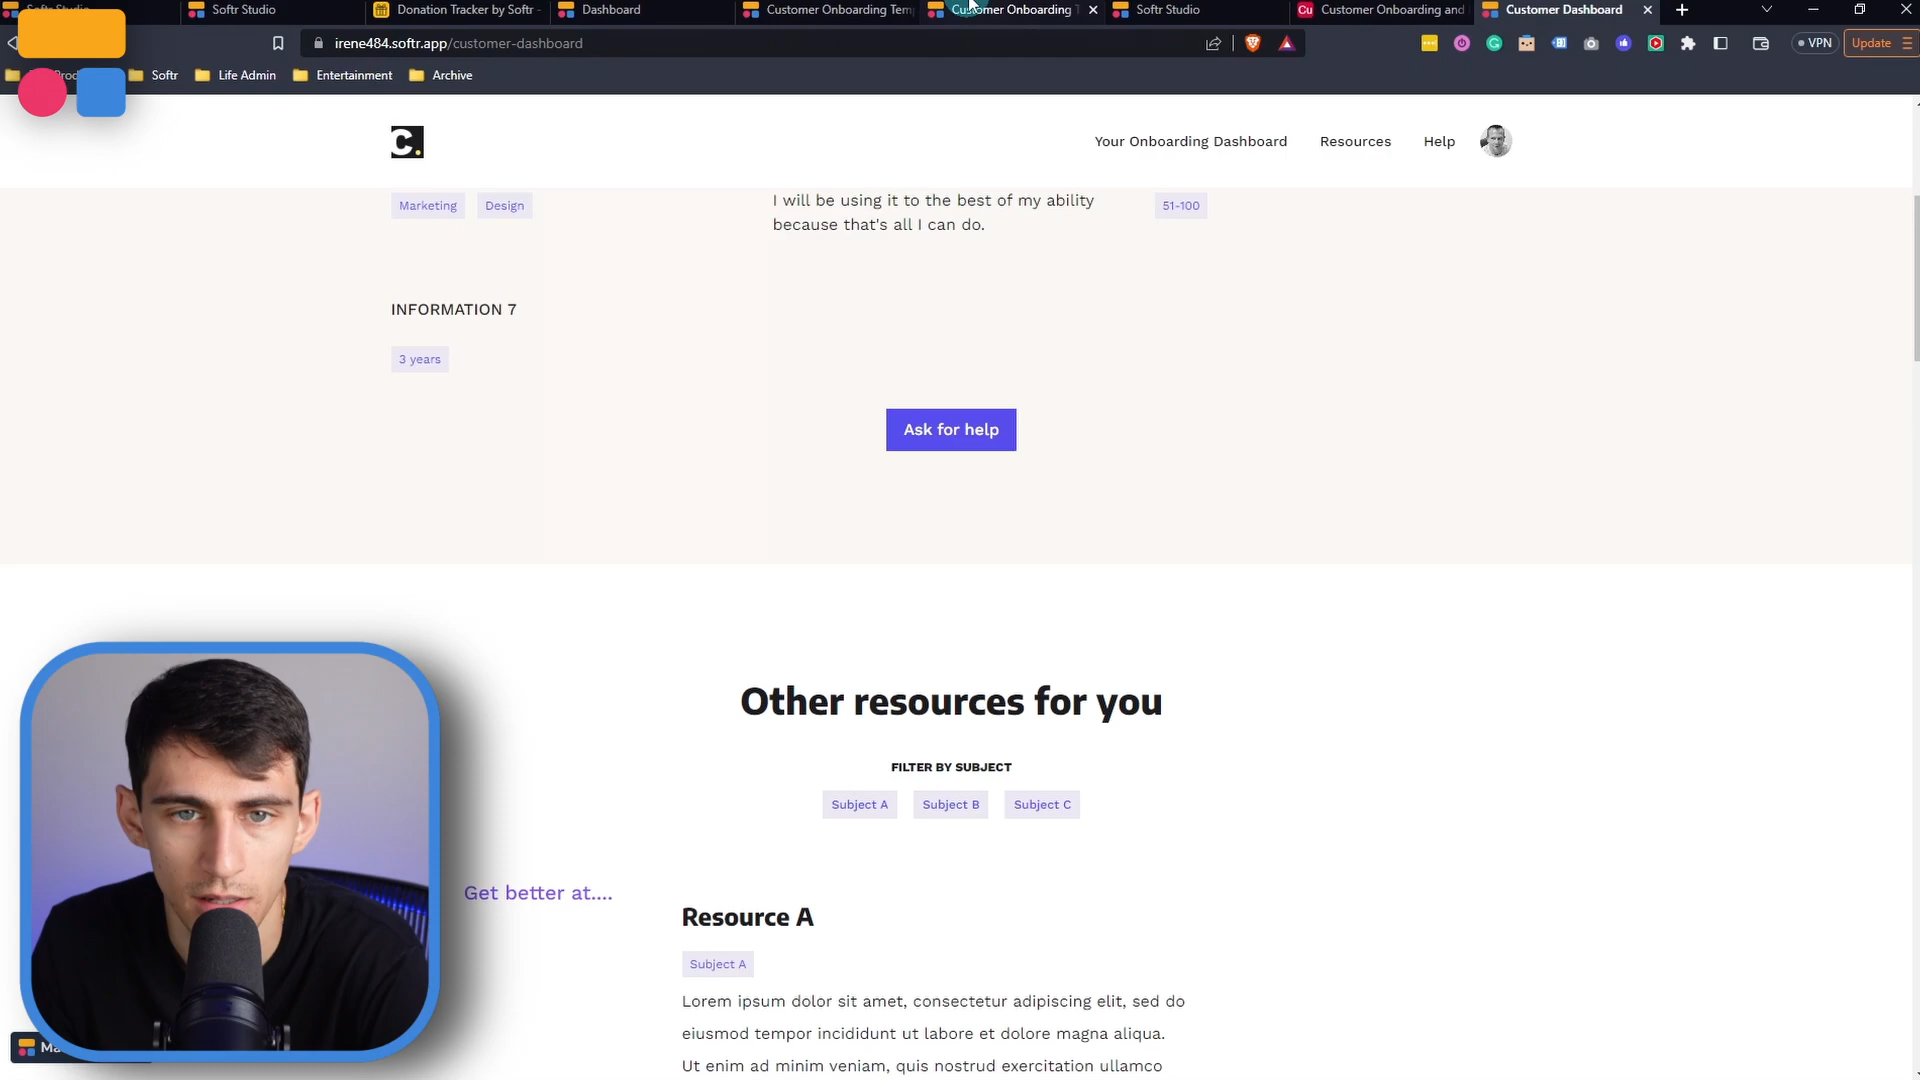 Softr Studio
Donation Tracker by Softr -
Dashboard
Customer Onboarding Tem
Customer Onboarding T
Softr Studio
Cu Customer Onboarding and
Customer Dashboard
irene484.softr.app/customer-dashboard
VPN
Update
Softr
Life Admin
Entertainment
Archive
C.
Your Onboarding Dashboard
Resources
Help
Marketing
Design
I will be using it to the best of my ability
because that's all I can do.
51-100
INFORMATION 7
3 years
Ask for help
Other resources for you
FILTER BY SUBJECT
Subject A
Subject B
Subject C
Get better at....
Resource A
Subject A
Lorem ipsum dolor sit amet, consectetur adipiscing elit, sed do
eiusmod tempor incididunt ut labore et dolore magna aliqua.
Ut enim ad minim veniam, quis nostrud exercitation ullamco